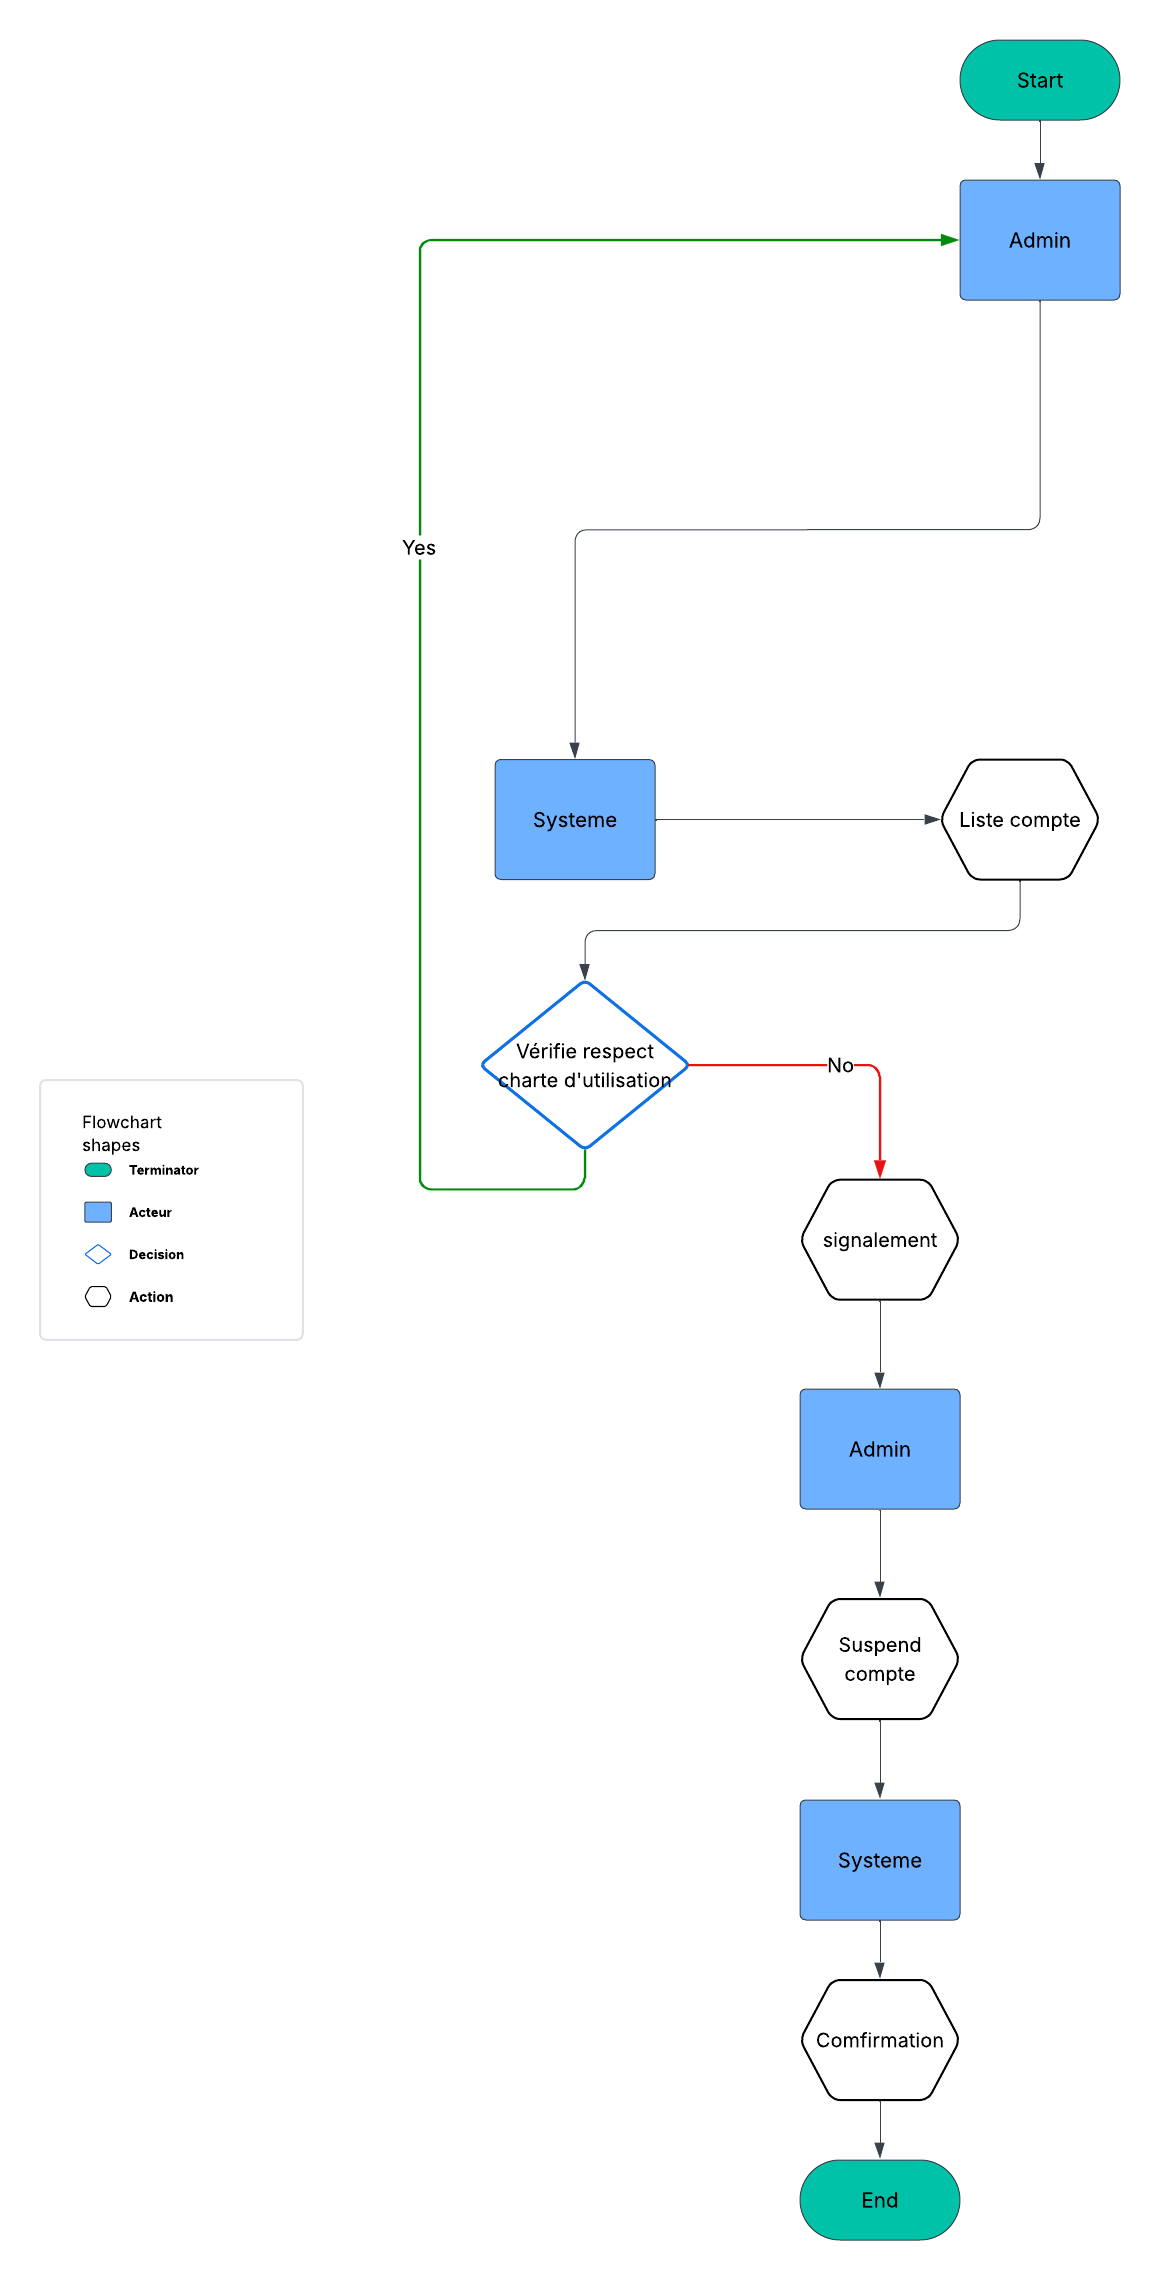 Start
Admin
Yes
Systeme
Liste compte
Vérifie respect
charte d'utilisation
No
Flowchart
shapes
Terminator
Acteur
Decision
Action
signalement
Admin
Suspend
compte
Systeme
Comfirmation
End